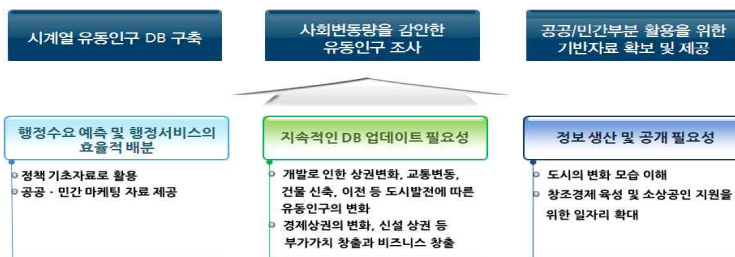 시계열 유동인구 DB 구축
사회변동량을 감안한
유동인구 조사
공공/민간부분 활용을 위한
기반자료 확보 및 제공
행정수요 예측 및 행정서비스의
효율적 배분
정책 기초자료로 활용
공공 · 민간 마케팅 자료 제공
지속적인 DB 업데이트 필요성
개발로 인한 상권변화, 교통변동,
건물 신축, 이전 등 도시발전에 따른
유동인구의 변화
경제상권의 변화, 신설 상권 등
부가가치 창출과 비즈니스 창출
정보 생산 및 공개 필요성
도시의 변화 모습 이해
창조경제 육성 및 소상공인 지원을
위한 일자리 확대